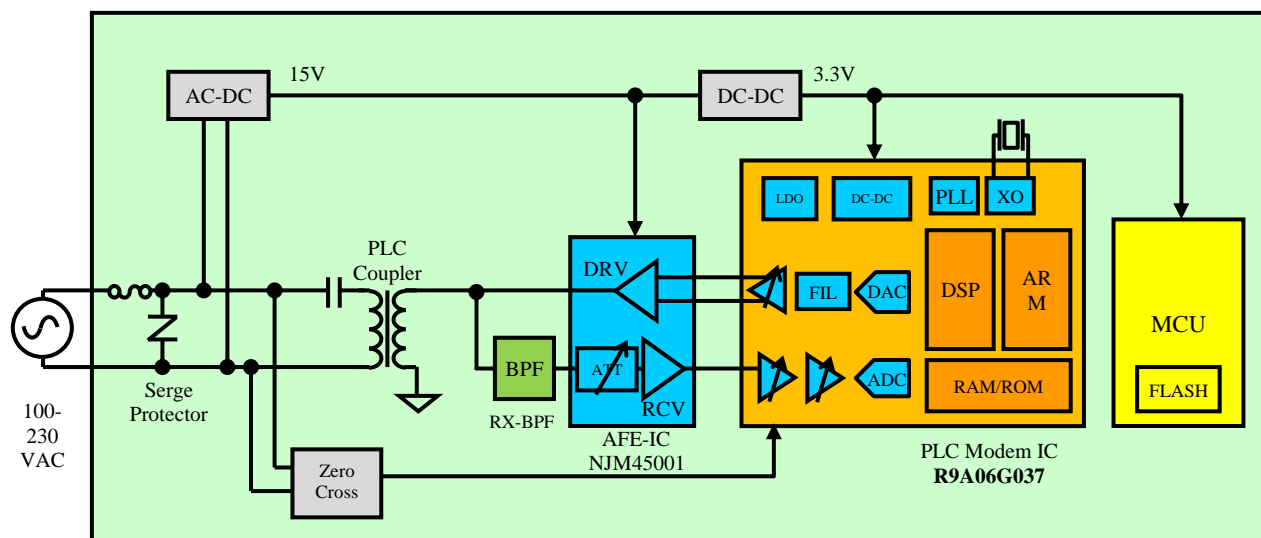 15V
3.3V
AC-DC
DC-DC
LDO
DC-DC
PLL
XO
PLC
Coupler
DRV
FIL
DAC
DSP
AR
M
MCU
BPF
ATT
RCV
ADC
RAM/ROM
FLASH
Serge
Protector
RX-BPF
100-
230
VAC
AFE-IC
NJM45001
PLC Modem IC
R9A06G037
Zero
Cross